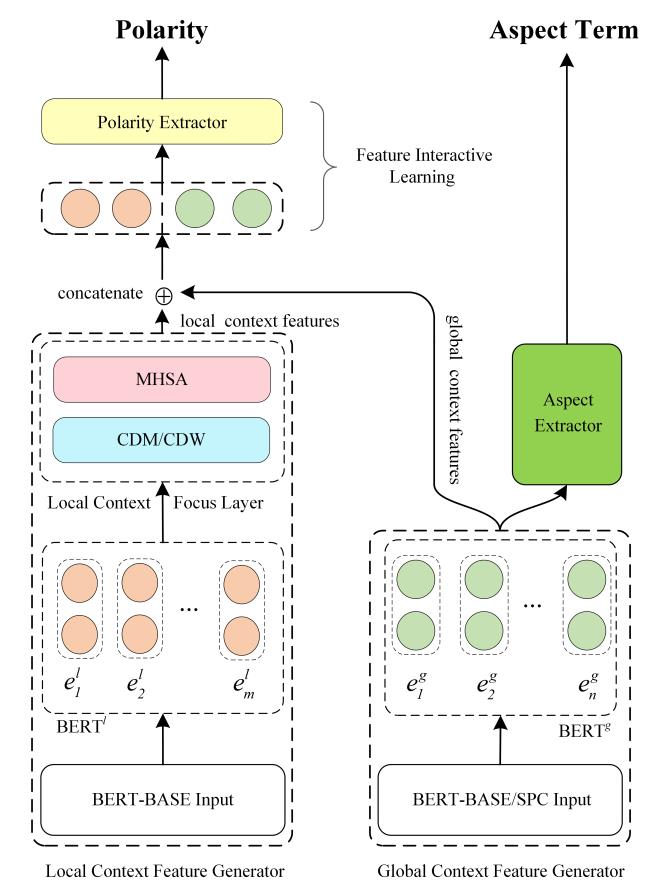 Polarity
Aspect Term
Polarity Extractor
Feature Interactive
Learning
concatenate
local context features
global context features
MHSA
CDM/CDW
Local Context Focus Layer
Aspect
Extractor
...
e_1^l e_2^l e_m^l
BERT^l
...
e_1^g e_2^g e_n^g
BERT^g
BERT-BASE Input
BERT-BASE/SPC Input
Local Context Feature Generator
Global Context Feature Generator